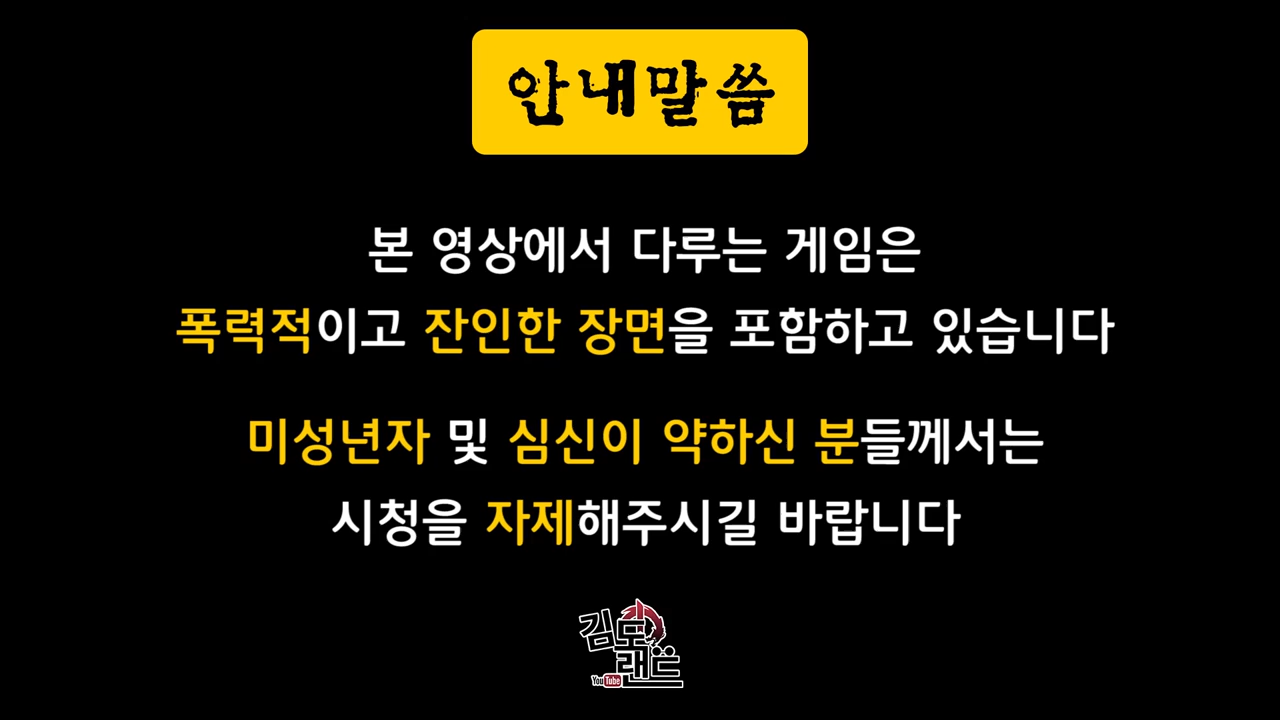 안내말씀
본 영상에서 다루는 게임은
폭력적이고 잔인한 장면을 포함하고 있습니다
미성년자 및 심신이 약하신 분들께서는
시청을 자제해주시길 바랍니다
김도
랜드
YouTube